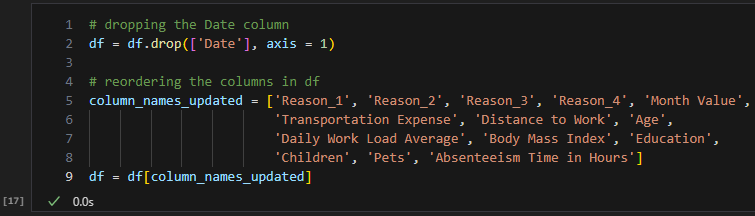 1 # dropping the Date column
2 df = df.drop(['Date'], axis = 1)
3
4 # reordering the columns in df
5 column_names_updated = ['Reason_1', 'Reason_2', 'Reason_3', 'Reason_4', 'Month Value',
6 'Transportation Expense', 'Distance to Work', 'Age',
7 'Daily Work Load Average', 'Body Mass Index', 'Education',
8 'Children', 'Pets', 'Absenteeism Time in Hours']
9 df = df[column_names_updated]
[17] ✓ 0.0s